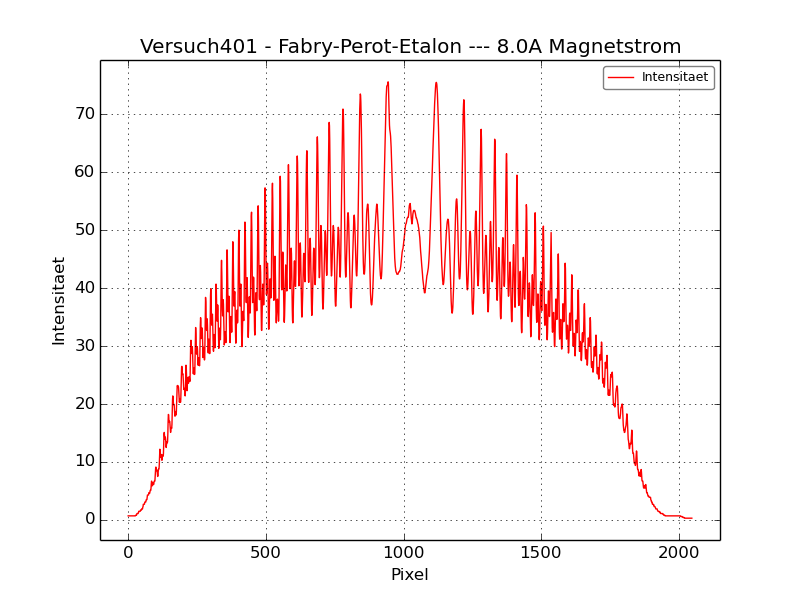 Versuch401 - Fabry-Perot-Etalon --- 8.0A Magnetstrom
Intensitaet
70
60
50
40
30
20
10
0
Intensitaet
0 500 1000 1500 2000
Pixel